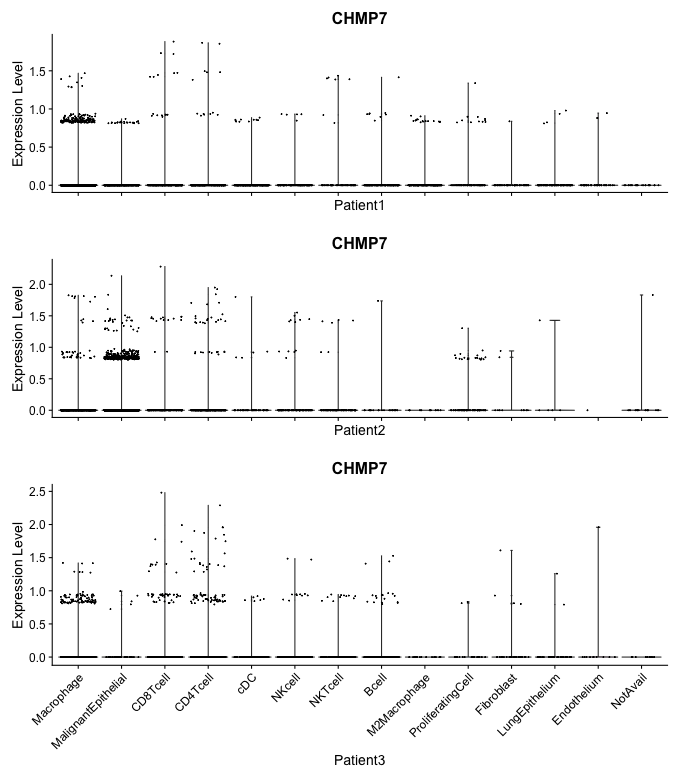 CHMP7
Expression Level
1.5
1.0
0.5
0.0
Patient1
CHMP7
Expression Level
2.0
1.5
1.0
0.5
0.0
Patient2
CHMP7
Expression Level
2.5
2.0
1.5
1.0
0.5
0.0
Macrophage
MalignantEpithelial
CD8Tcell
CD4Tcell
cDC
NKcell
NKTcell
Bcell
M2Macrophage
ProliferatingCell
Fibroblast
LungEpithelium
Endothelium
NotAvail
Patient3